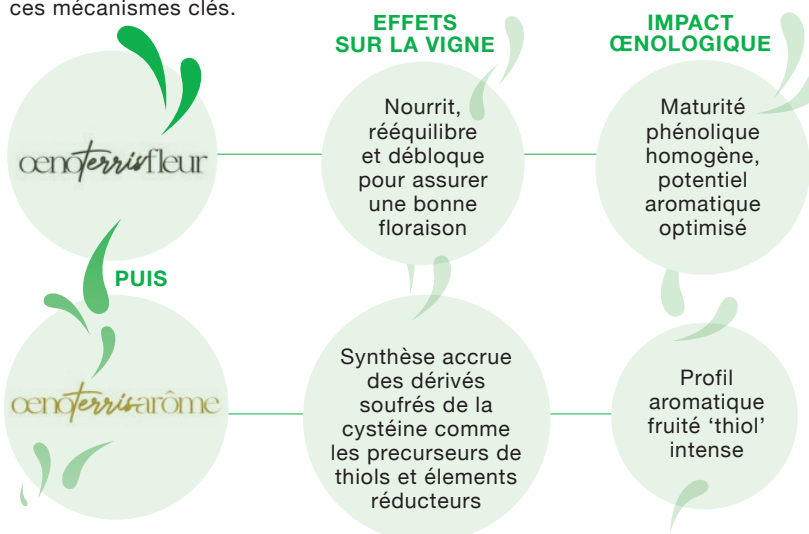 ces mécanismes clés.
EFFETS
SUR LA VIGNE
IMPACT
ŒNOLOGIQUE
œnoterrisfleur
Nourrit,
rééquilibre
et débloque
pour assurer
une bonne
floraison
Maturité
phénolique
homogène,
potentiel
aromatique
optimisé
PUIS
œnoterrisarôme
Synthèse accrue
des dérivés
soufrés de la
cystéine comme
les precurseurs de
thiols et élements
réducteurs
Profil
aromatique
fruité ‘thiol’
intense